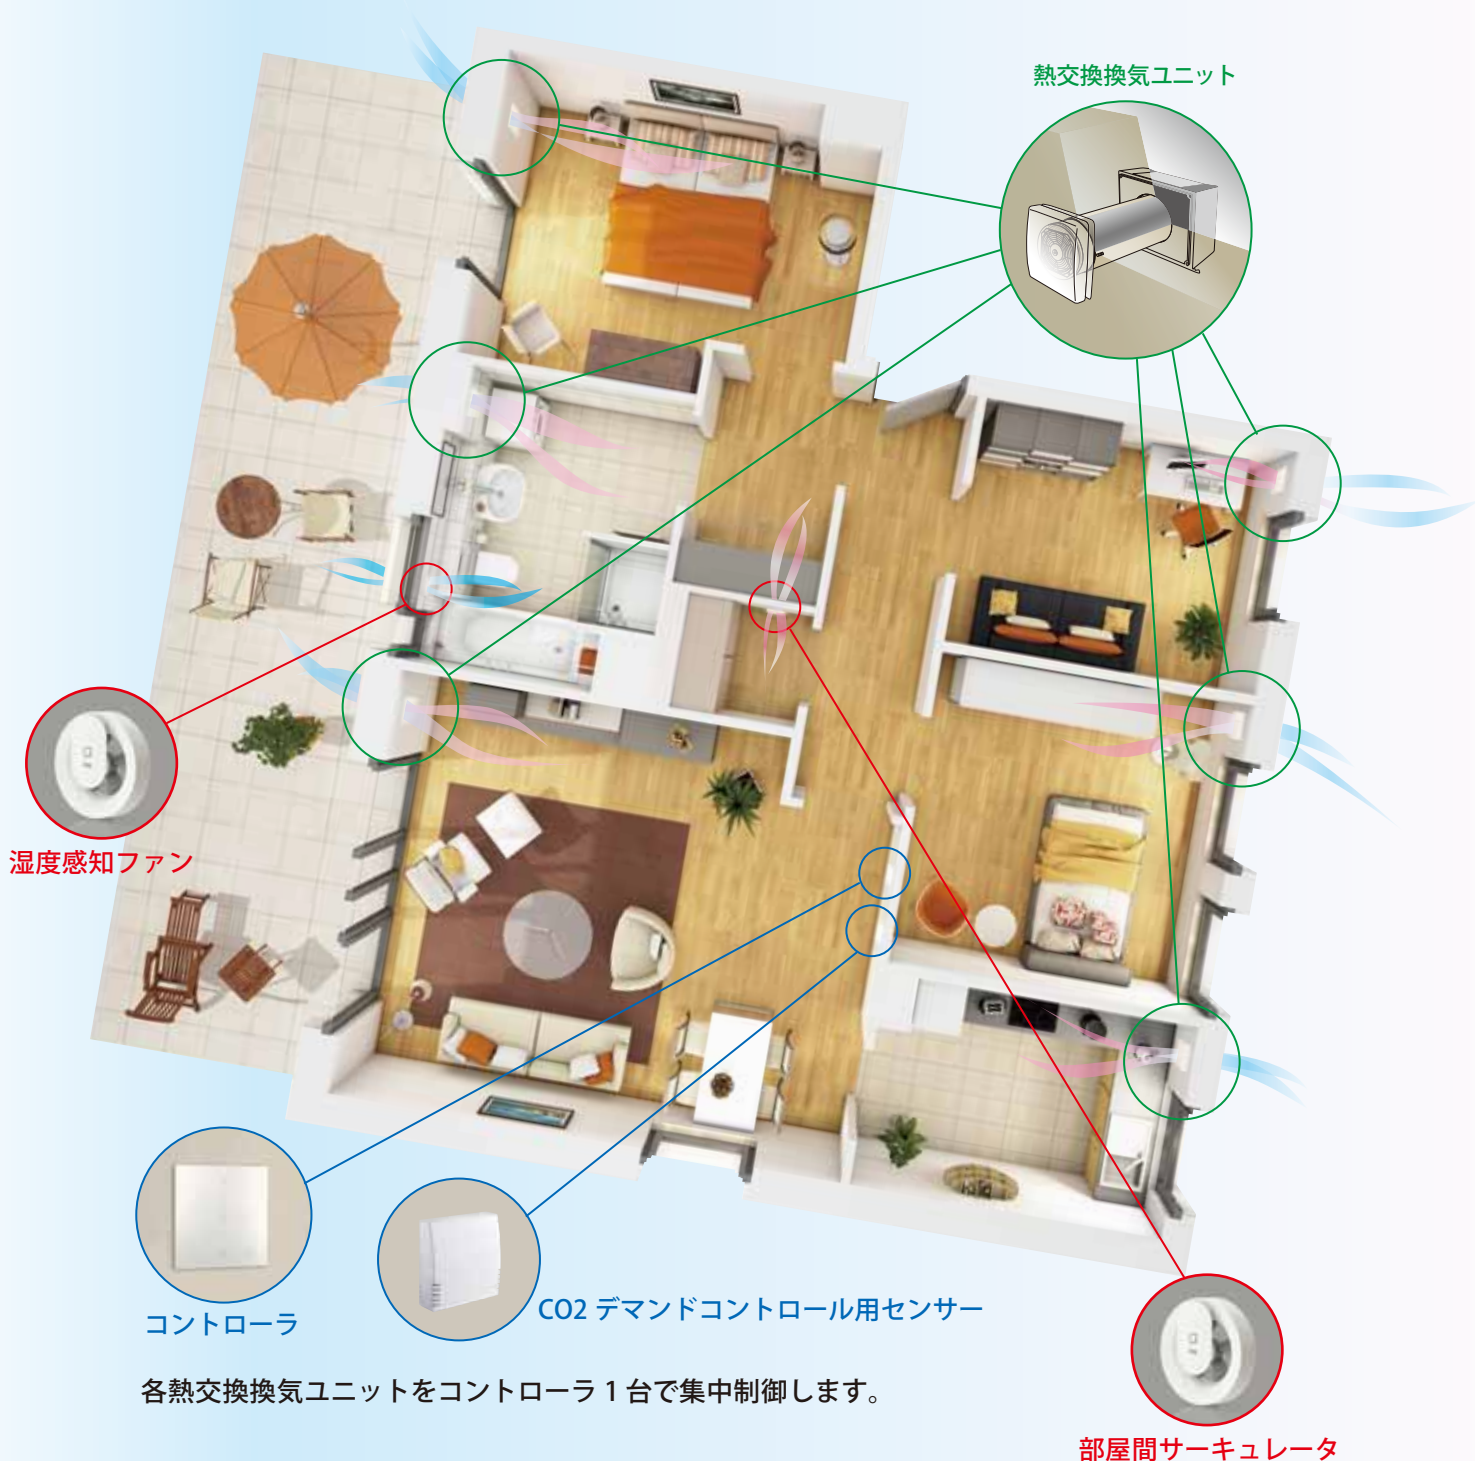 熱交換換気ユニット
湿度感知ファン
コントローラ
CO2 デマンドコントロール用センサー
各熱交換換気ユニットをコントローラ 1 台で集中制御します。
部屋間サーキュレータ